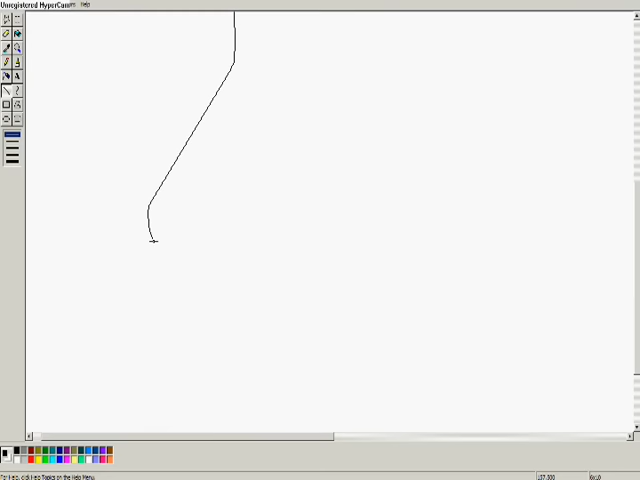 Unregistered HyperCam Help
A
For Help, click Help Topics on the Help Menu.